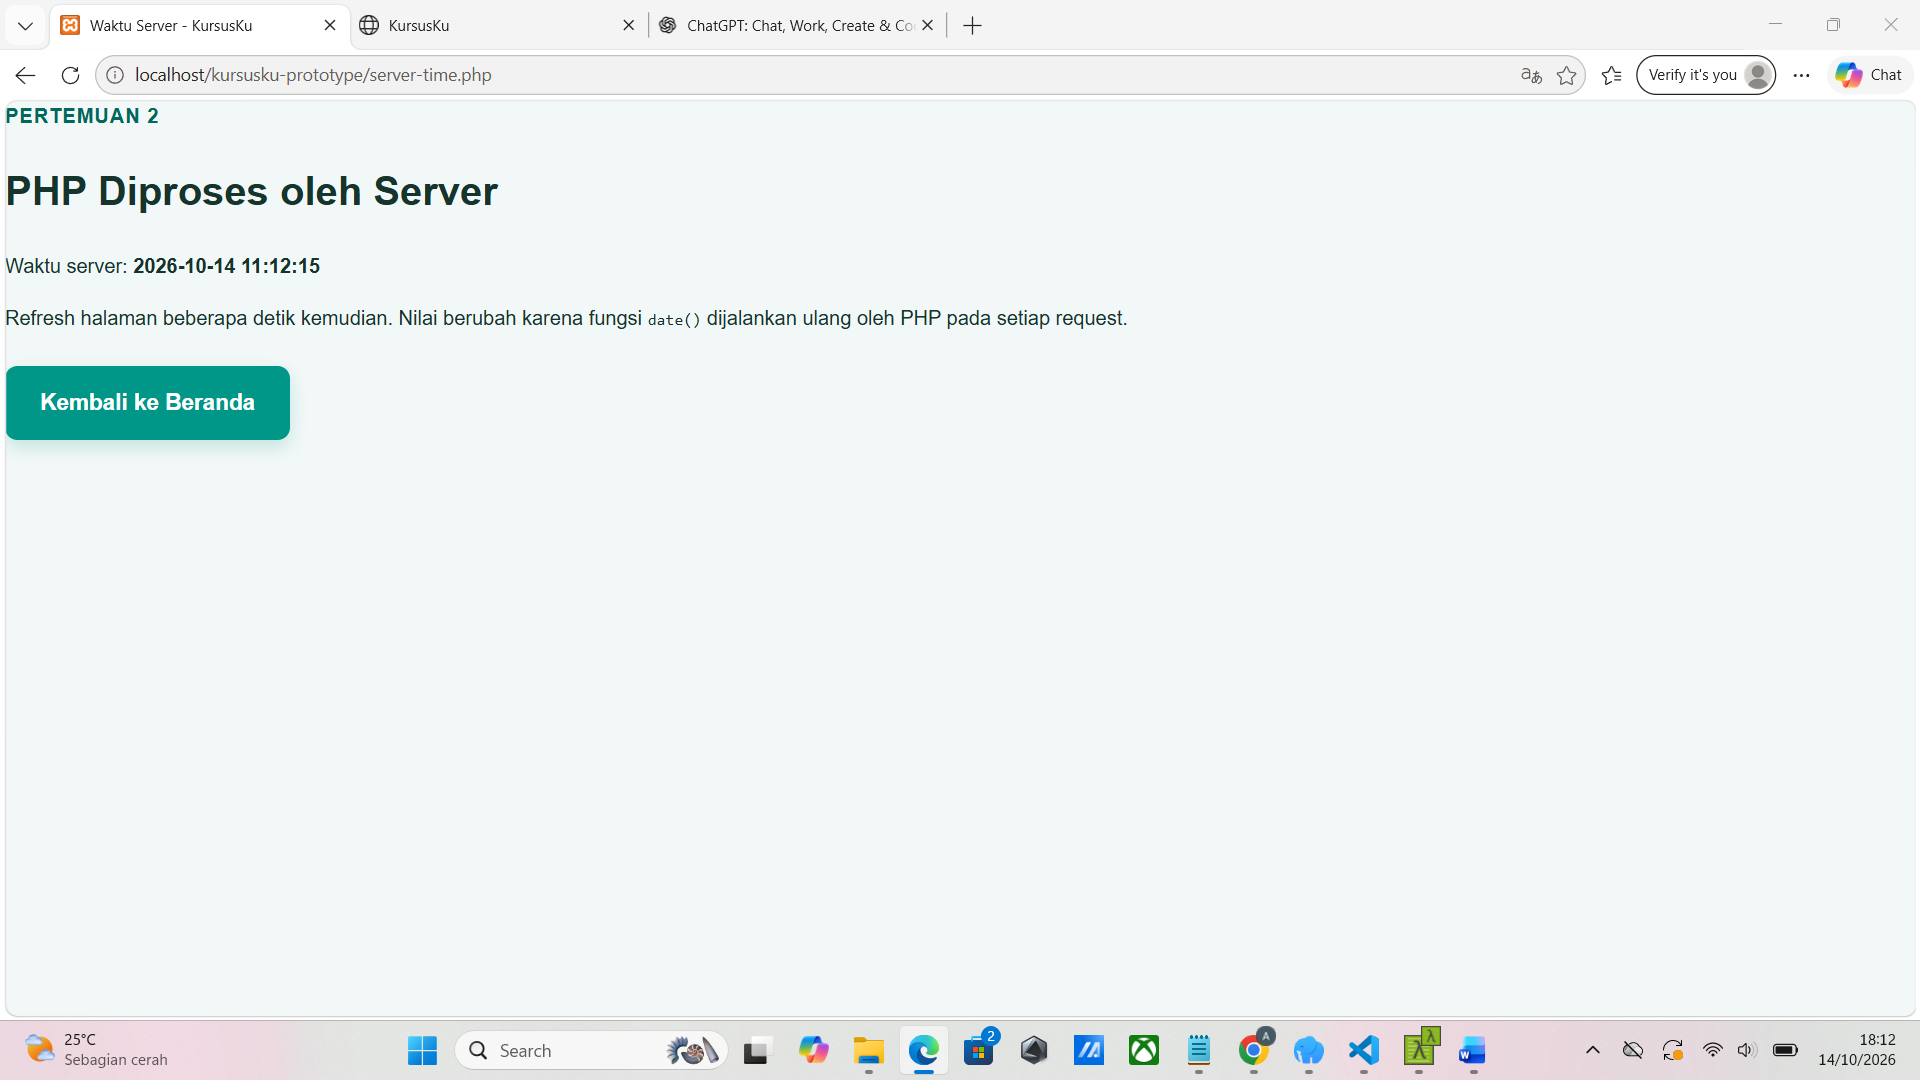 Waktu Server - KursusKu
KursusKu
ChatGPT: Chat, Work, Create & Co
localhost/kursusku-prototype/server-time.php
Verify it's you
Chat
PERTEMUAN 2
PHP Diproses oleh Server
Waktu server: 2026-10-14 11:12:15
Refresh halaman beberapa detik kemudian. Nilai berubah karena fungsi date() dijalankan ulang oleh PHP pada setiap request.
Kembali ke Beranda
25°C
Sebagian cerah
Search
2
A
18:12
14/10/2026